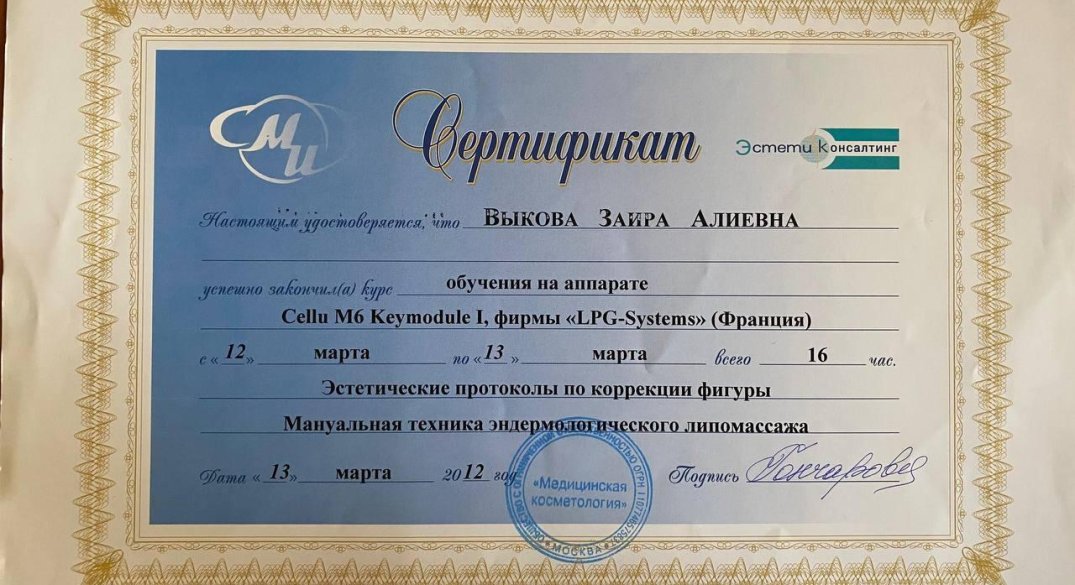 СМИ
Сертификат
Эстети Консалтинг
Настоящим удостоверяется, что ВЫКОВА ЗАИРА АЛИЕВНА
успешно закончил(а) курс обучения на аппарате
Cellu M6 Keymodule I, фирмы «LPG-Systems» (Франция)
с «12» марта по «13» марта всего 16 час.
Эстетические протоколы по коррекции фигуры
Мануальная техника эндермологического липомассажа
Дата «13» марта 2012 год
Подпись
«Медицинская
косметология»
МОСКВА